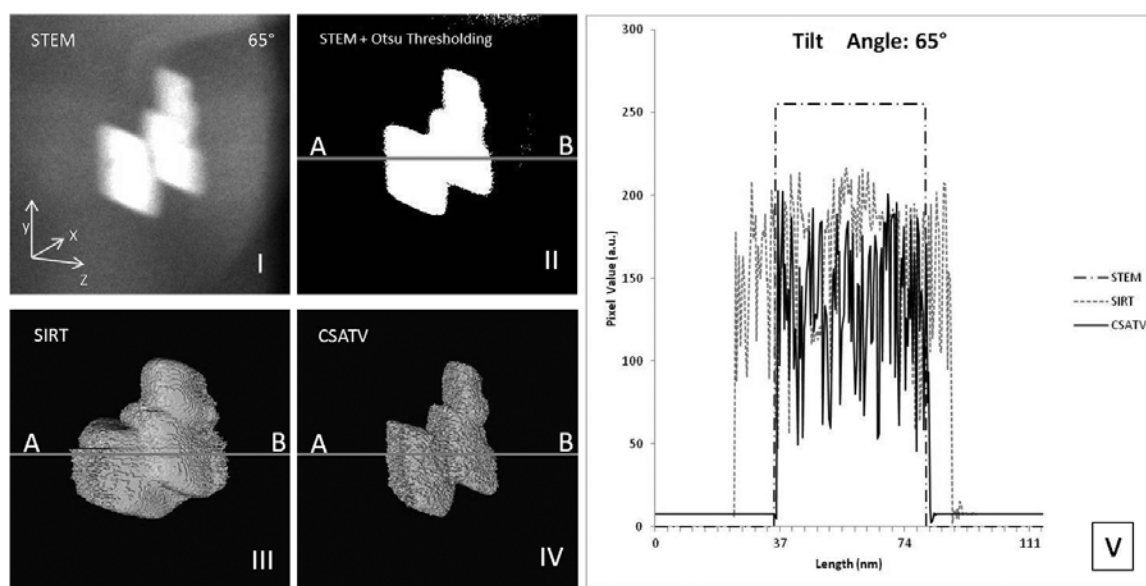 STEM 65°
y
X
Z
I
STEM + Otsu Thresholding
A B
II
SIRT
A B
III
CSATV
A B
IV
Tilt Angle: 65°
Pixel Value (a.u.)
300
250
200
150
100
50
0
0 37 74 111
Length (nm)
STEM
SIRT
CSATV
V